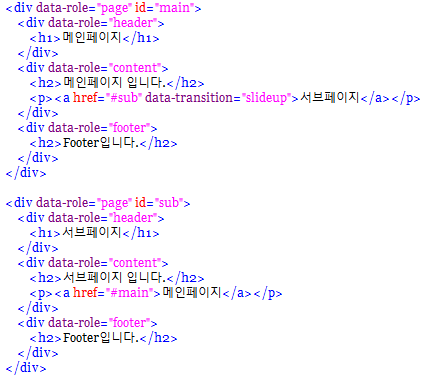 <div data-role="page" id="main">
<div data-role="header">
<h1>메인페이지</h1>
</div>
<div data-role="content">
<h2>메인페이지 입니다.</h2>
<p><a href="#sub" data-transition="slideup">서브페이지</a></p>
</div>
<div data-role="footer">
<h2>Footer입니다.</h2>
</div>
</div>
<div data-role="page" id="sub">
<div data-role="header">
<h1>서브페이지</h1>
</div>
<div data-role="content">
<h2>서브페이지 입니다.</h2>
<p><a href="#main">메인페이지</a></p>
</div>
<div data-role="footer">
<h2>Footer입니다.</h2>
</div>
</div>